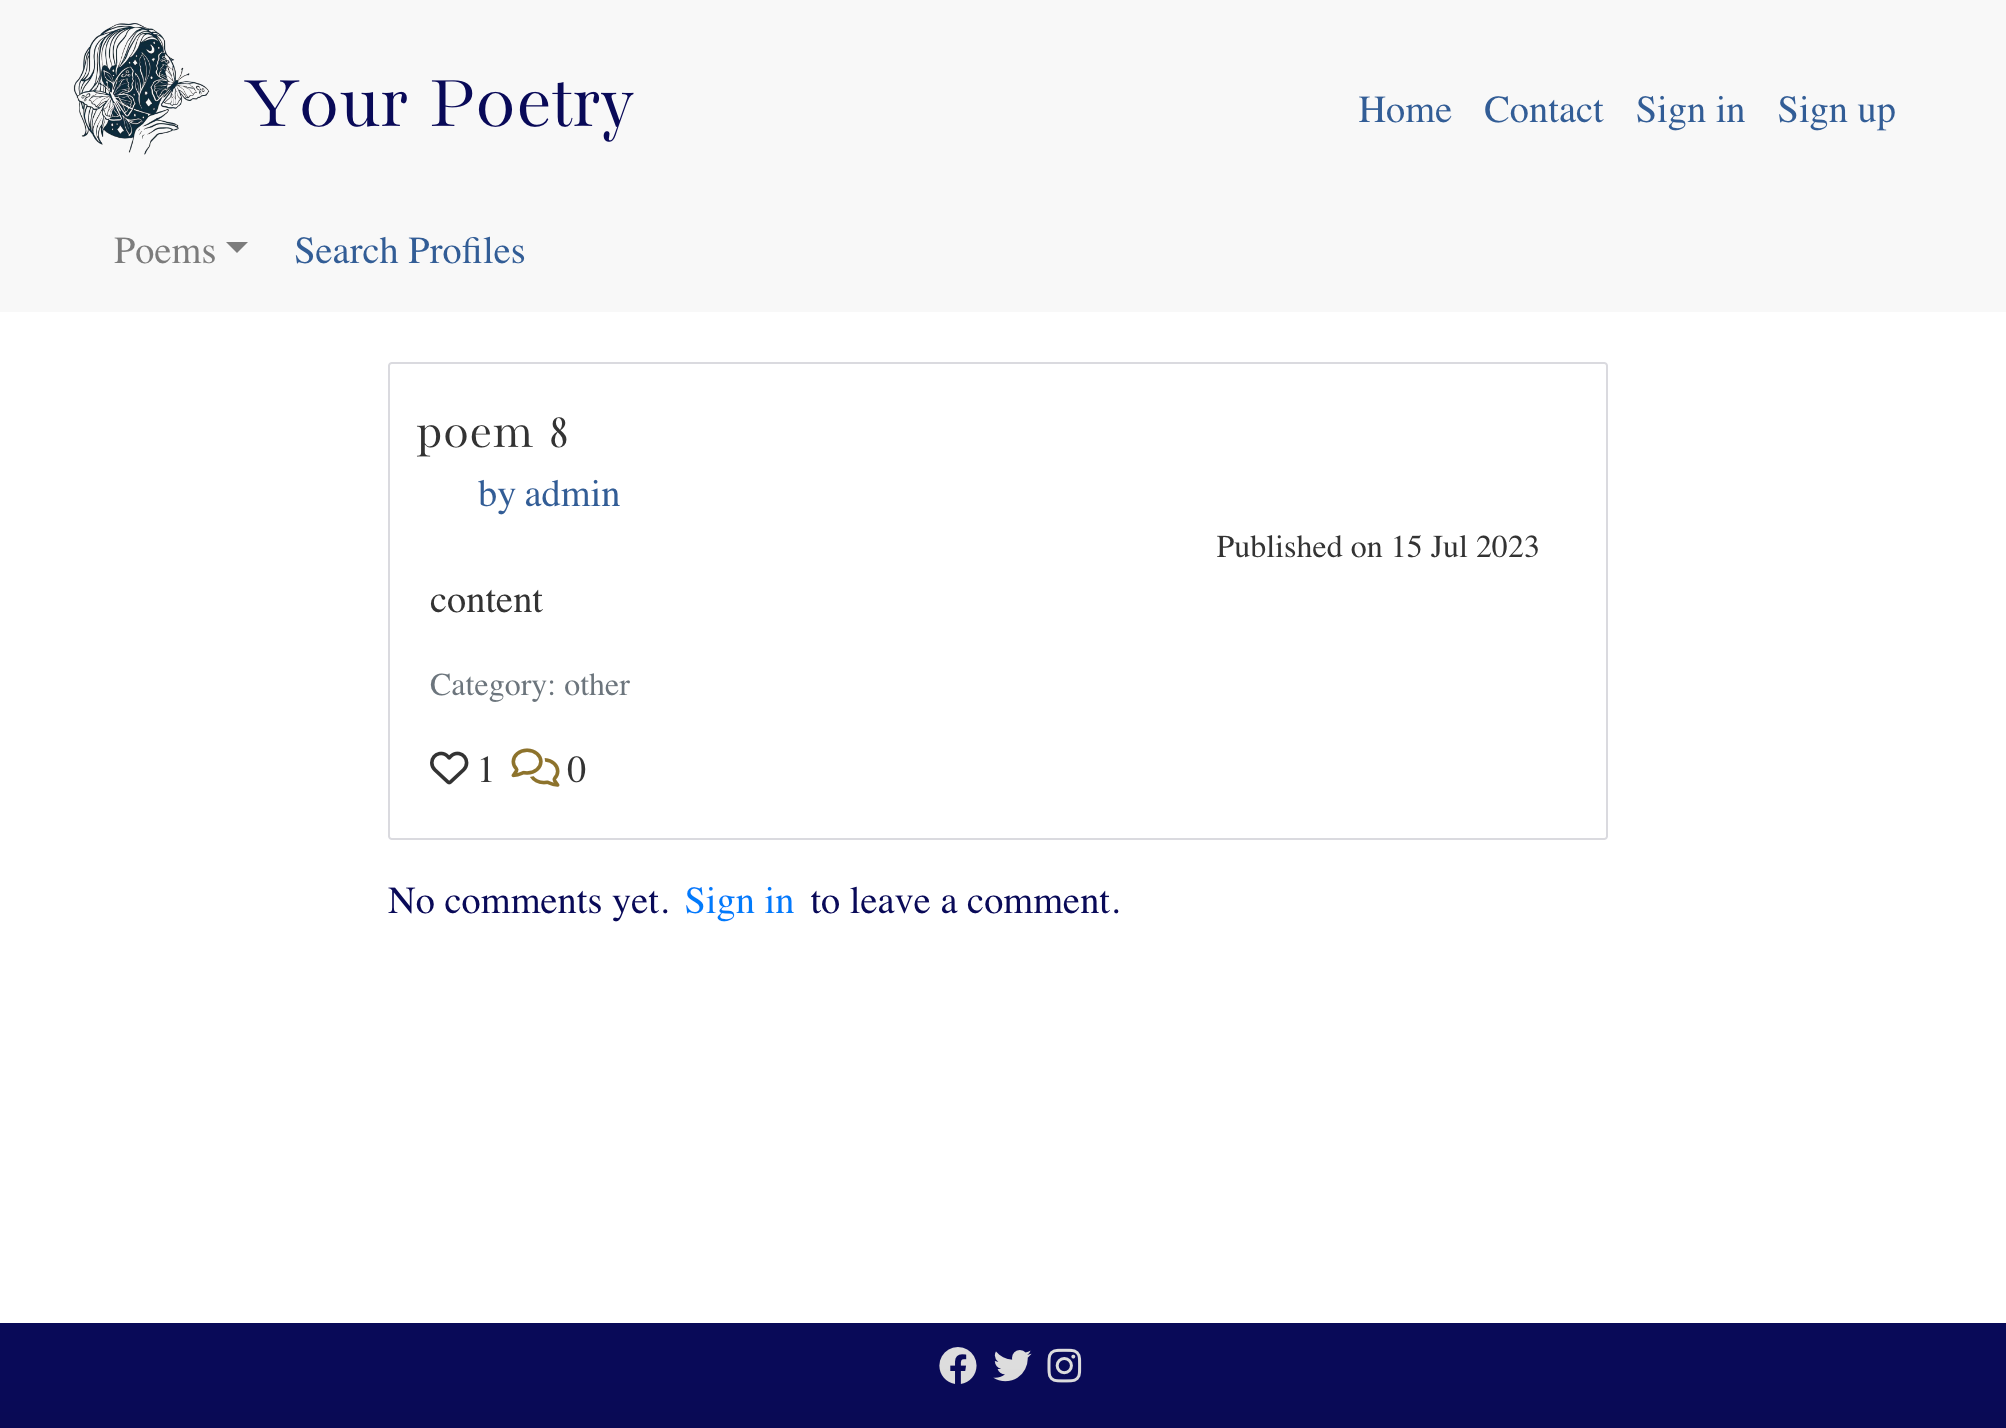 Your Poetry
Home Contact Sign in Sign up
Poems Search Profiles
poem 8
by admin
Published on 15 Jul 2023
content
Category: other
1 0
No comments yet. Sign in to leave a comment.